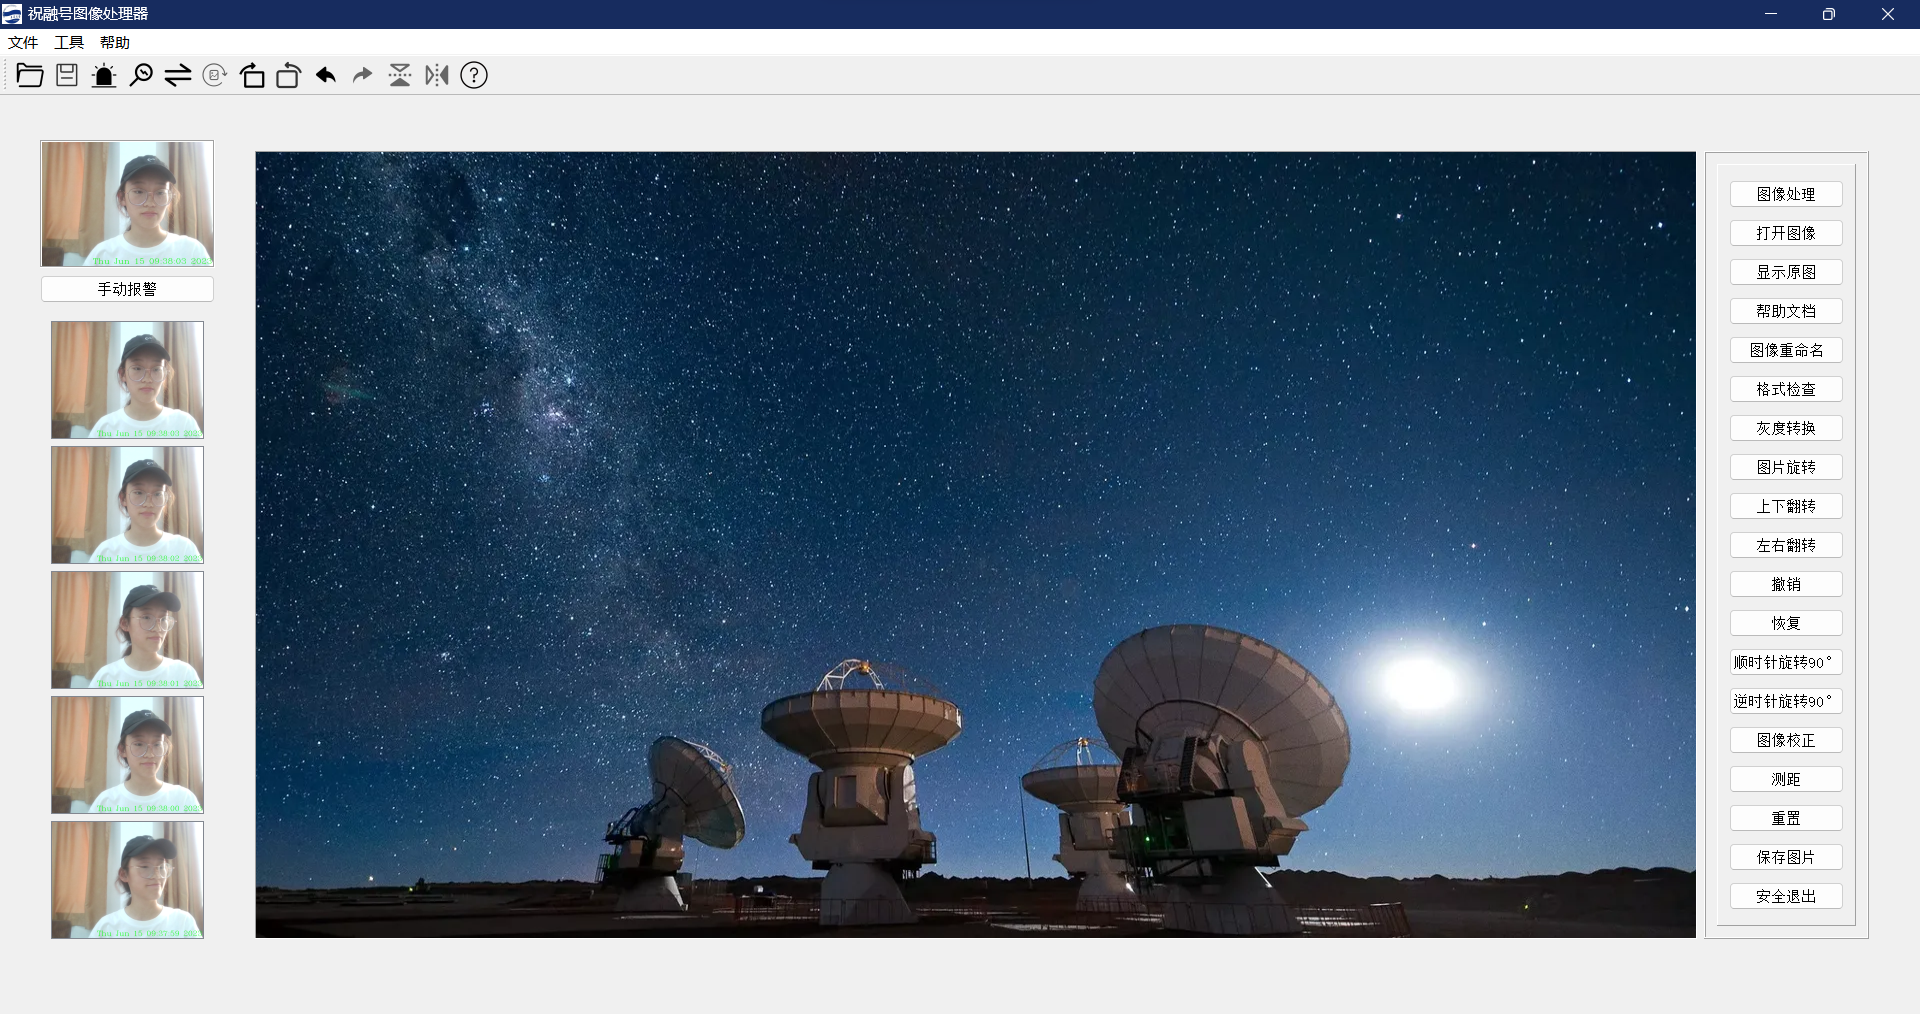 祝融号图像处理器
文件 工具 帮助
Thu Jun 15 09:38:03 202
手动报警
Thu Jun 15 09:38:03 202
Thu Jun 15 09:38:02 202
Thu Jun 15 09:38:01 202
Thu Jun 15 09:38:00 202
Thu Jun 15 09:37:59 202
图像处理
打开图像
显示原图
帮助文档
图像重命名
格式检查
灰度转换
图片旋转
上下翻转
左右翻转
撤销
恢复
顺时针旋转90°
逆时针旋转90°
图像校正
测距
重置
保存图片
安全退出